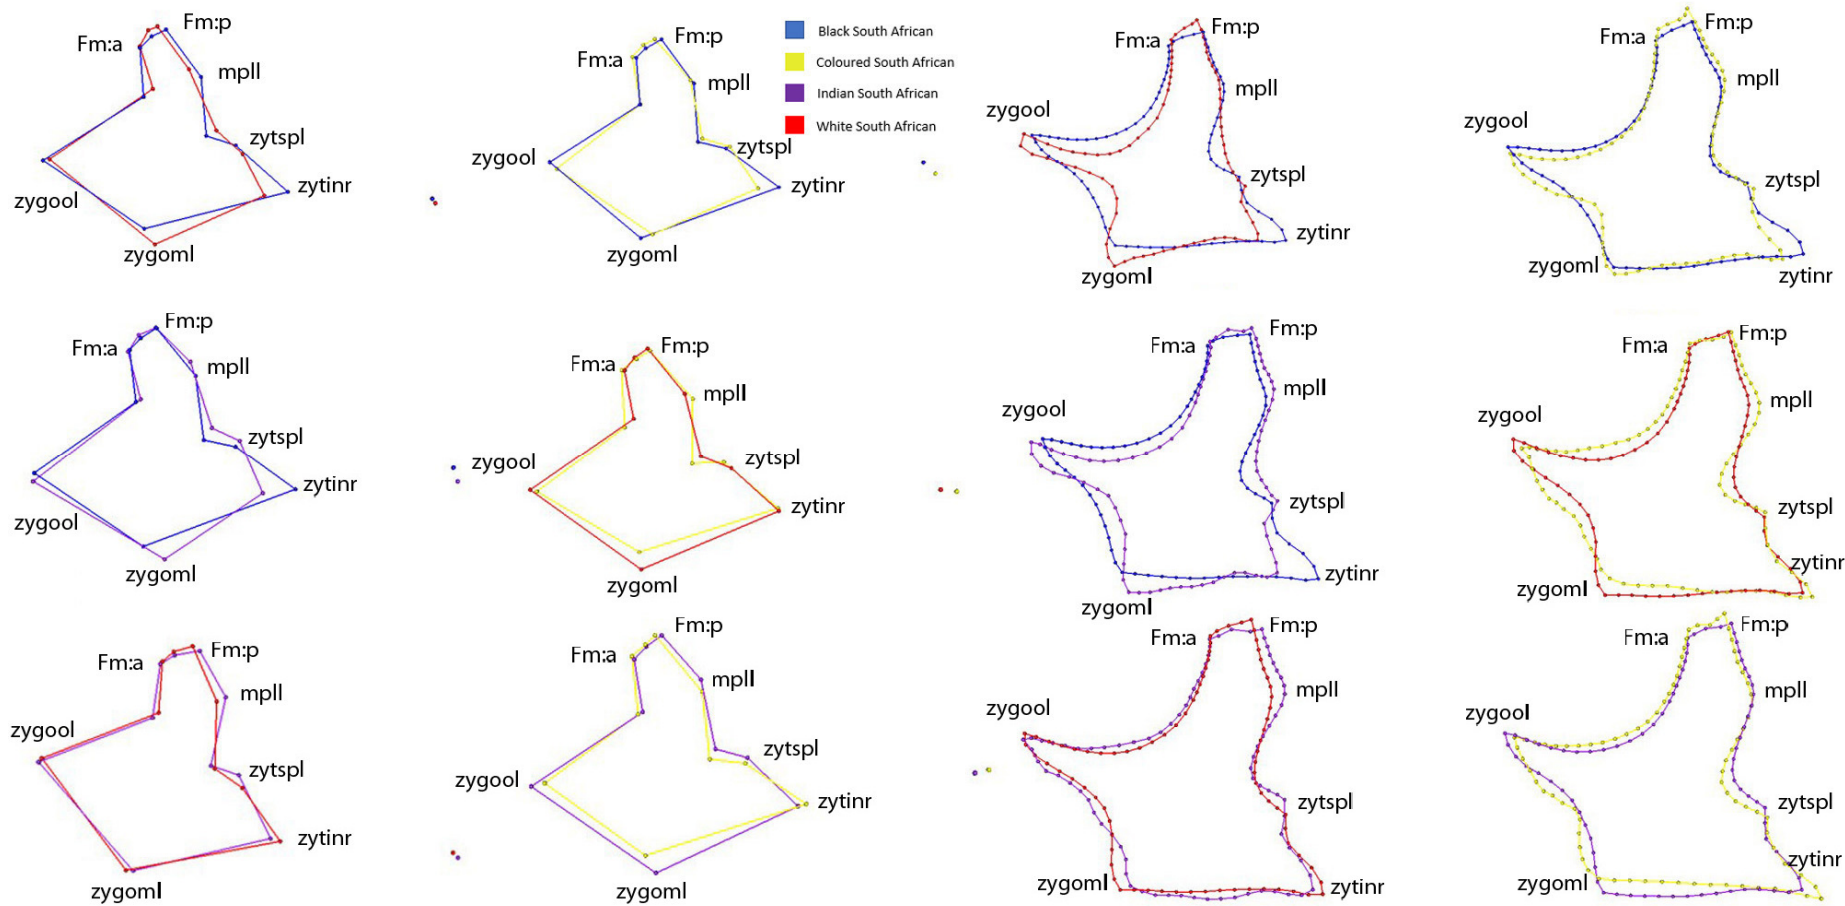 Fm:p
Fm:a
mpll
zytspl
zytinr
zygool
zygoml
Fm:p
Fm:a
mpll
zytspl
zygool
zytinr
zygoml
Black South African
Coloured South African
Indian South African
White South African
Fm:p
Fm:a
mpll
zygool
zytspl
zytinr
zygoml
Fm:p
Fm:a
mpll
zygool
zytspl
zygoml
zytinr
Fm:p
Fm:a
mpll
zytspl
zytinr
zygool
zygoml
Fm:p
Fm:a
mpll
zygool
zytspl
zytinr
zygoml
Fm:p
Fm:a
mpll
zygool
zytspl
zytinr
zygoml
Fm:p
Fm:a
mpll
zygool
zytspl
zytinr
zygoml
Fm:p
Fm:a
mpll
zygool
zytspl
zytinr
zygoml
Fm:p
Fm:a
mpll
zytspl
zygool
zytinr
zygoml
Fm:p
Fm:a
mpll
zygool
zytspl
zygoml
zytinr
Fm:p
Fm:a
mpll
zygool
zytspl
zytinr
zygoml